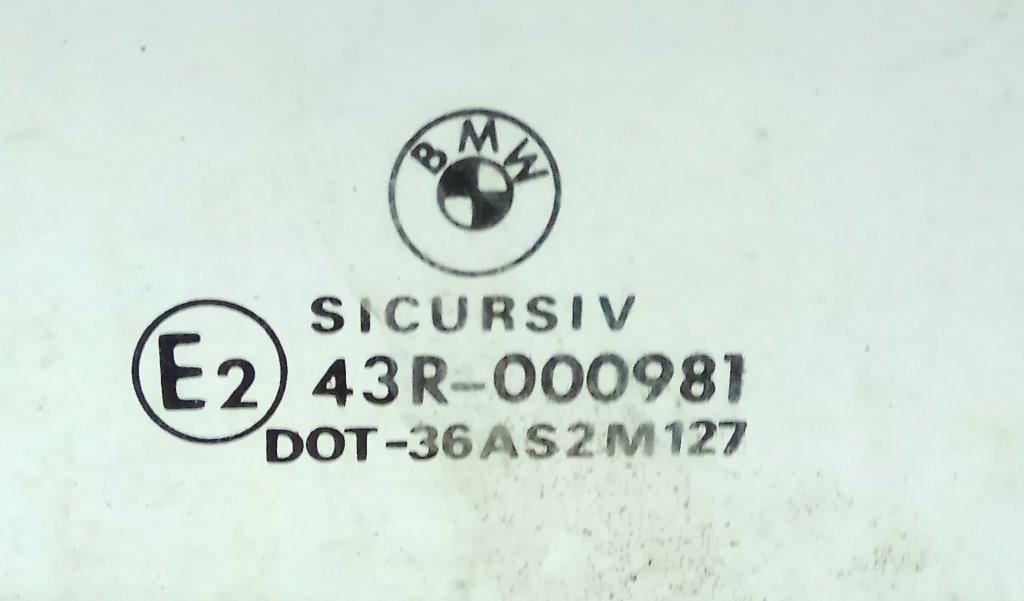 BMW
SICURSIV
E2 43R-000981
DOT-36AS2M127